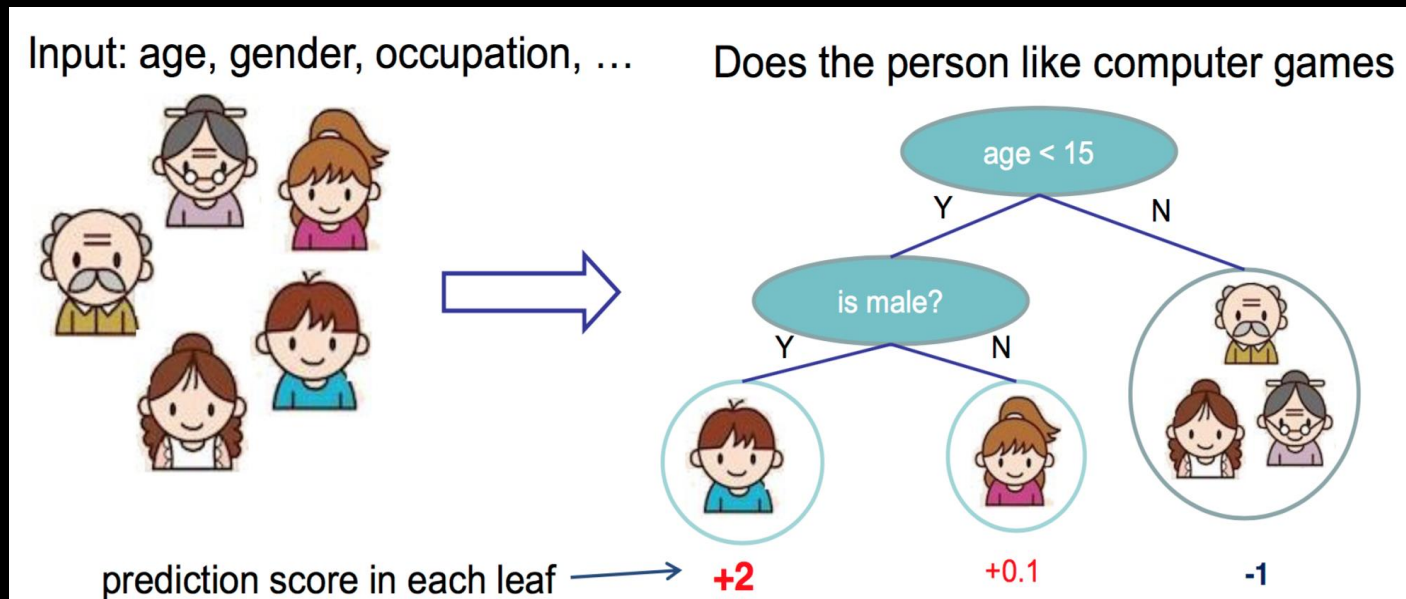 Input: age, gender, occupation, …
Does the person like computer games
age < 15
Y
N
is male?
Y
N
prediction score in each leaf
+2
+0.1
-1